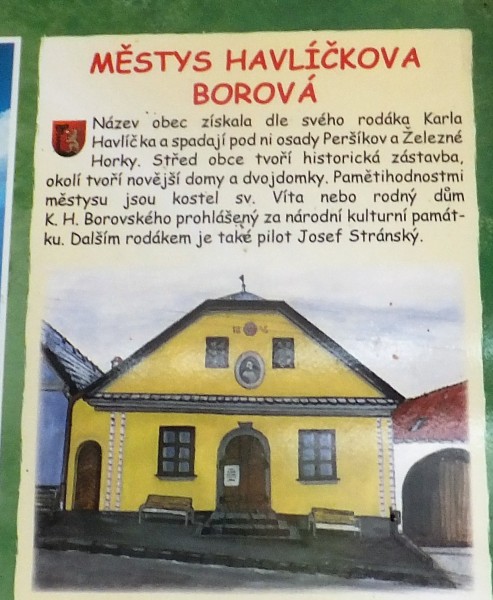 MĚSTYS HAVLÍČKOVA
BOROVÁ
Název obec získala dle svého rodáka Karla
Havlíčka a spadají pod ni osady Peršíkov a Železné
Horky. Střed obce tvoří historická zástavba,
okolí tvoří novější domy a dvojdomky. Pamětihodnostmi
městysu jsou kostel sv. Víta nebo rodný dům
K. H. Borovského prohlášený za národní kulturní památ-
ku. Dalším rodákem je také pilot Josef Stránský.